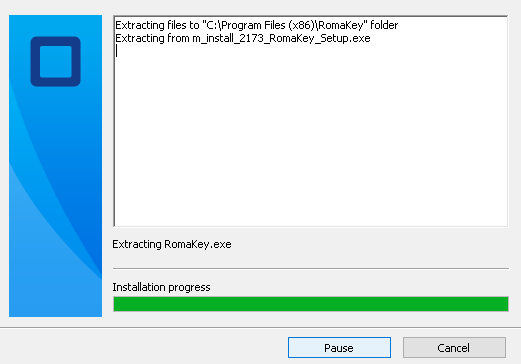 Extracting files to "C:\Program Files (x86)\RomaKey" folder
Extracting from m_install_2173_RomaKey_Setup.exe
Extracting RomaKey.exe
Installation progress
Pause
Cancel